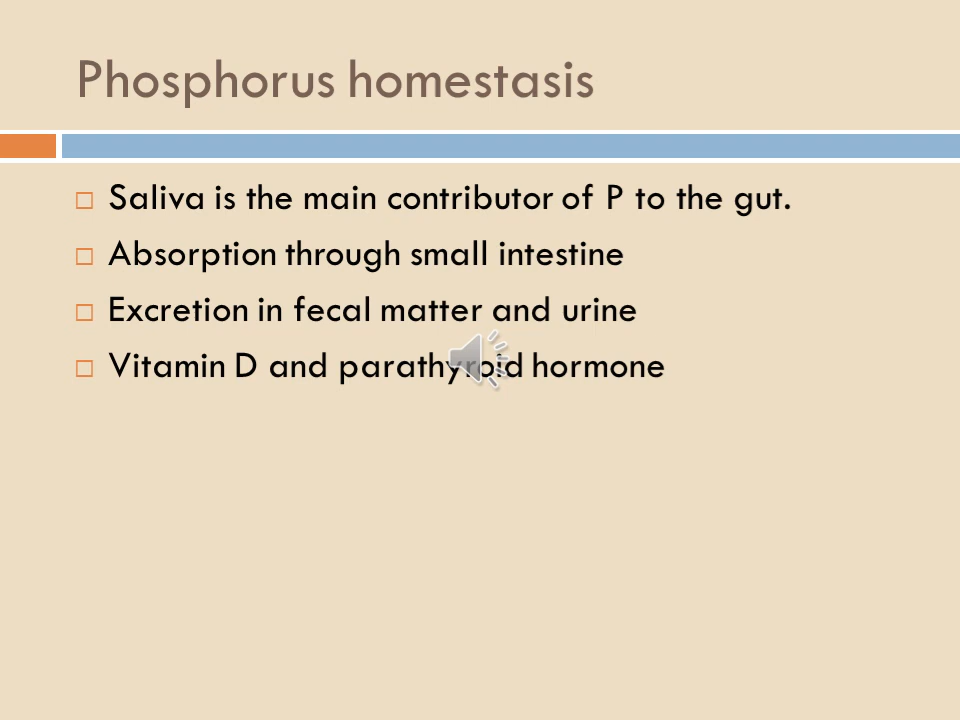 Phosphorus homestasis
Saliva is the main contributor of P to the gut.
Absorption through small intestine
Excretion in fecal matter and urine
Vitamin D and parathyroid hormone